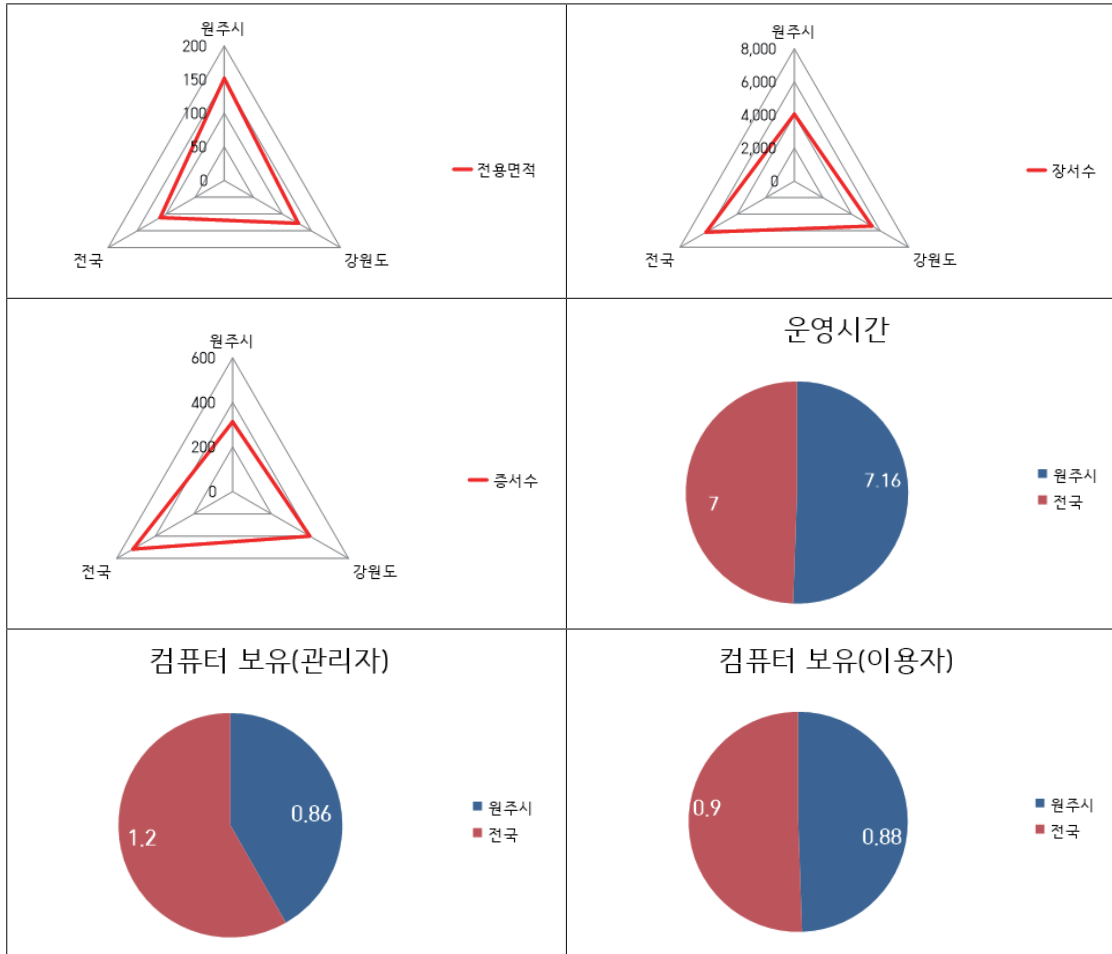 원주시
200
150
100
50
0
전국
강원도
전용면적
원주시
8,000
6,000
4,000
2,000
0
전국
강원도
장서수
원주시
600
400
200
0
전국
강원도
증서수
운영시간
7.16
7
원주시
전국
컴퓨터 보유(관리자)
0.86
1.2
원주시
전국
컴퓨터 보유(이용자)
0.9
0.88
원주시
전국